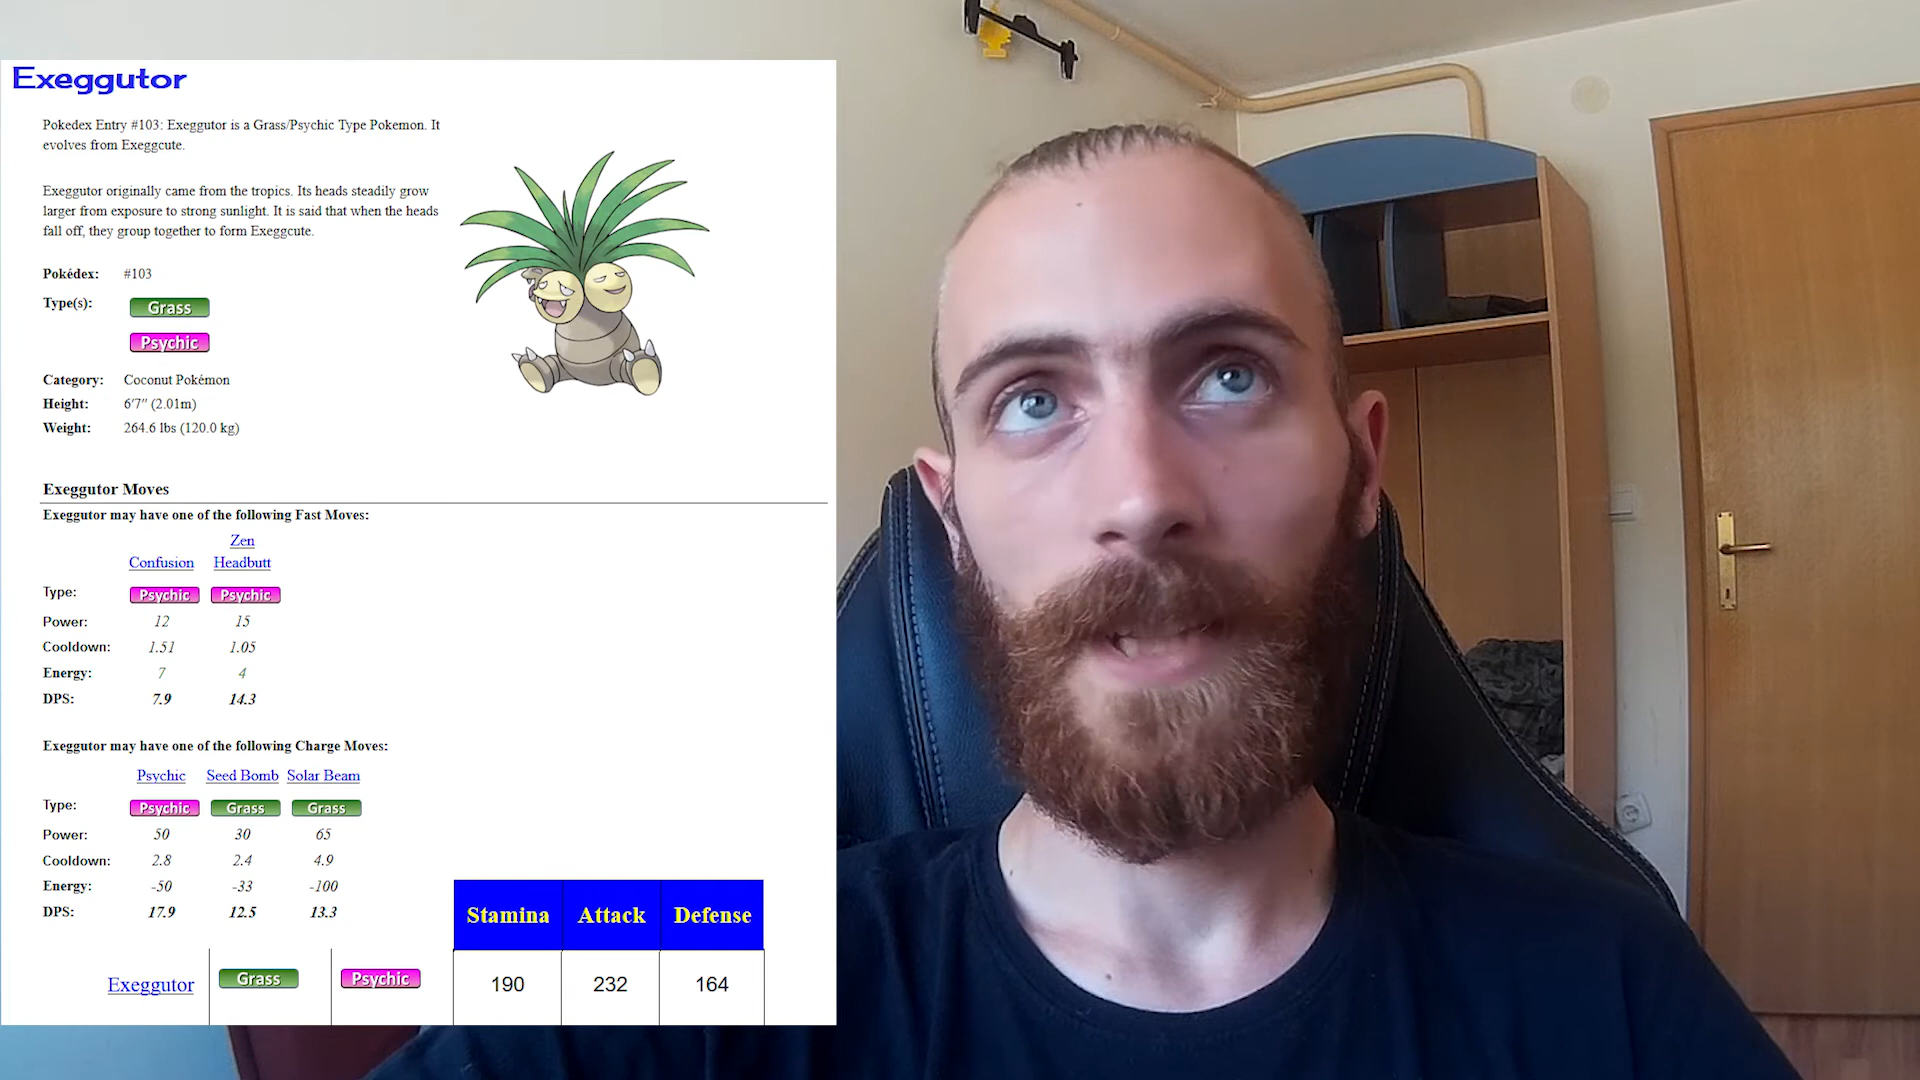 Exeggutor
Pokedex Entry #103: Exeggutor is a Grass/Psychic Type Pokemon. It
evolves from Exeggcute.
Exeggutor originally came from the tropics. Its heads steadily grow
larger from exposure to strong sunlight. It is said that when the heads
fall off, they group together to form Exeggcute.
Pokédex: #103
Type(s): Grass
Psychic
Category: Coconut Pokémon
Height: 6'7" (2.01m)
Weight: 264.6 lbs (120.0 kg)
Exeggutor Moves
Exeggutor may have one of the following Fast Moves:
Zen
Confusion Headbutt
Type: Psychic Psychic
Power: 12 15
Cooldown: 1.51 1.05
Energy: 7 4
DPS: 7.9 14.3
Exeggutor may have one of the following Charge Moves:
Psychic Seed Bomb Solar Beam
Type: Psychic Grass Grass
Power: 50 30 65
Cooldown: 2.8 2.4 4.9
Energy: -50 -33 -100
DPS: 17.9 12.5 13.3
Stamina Attack Defense
Exeggutor Grass Psychic 190 232 164